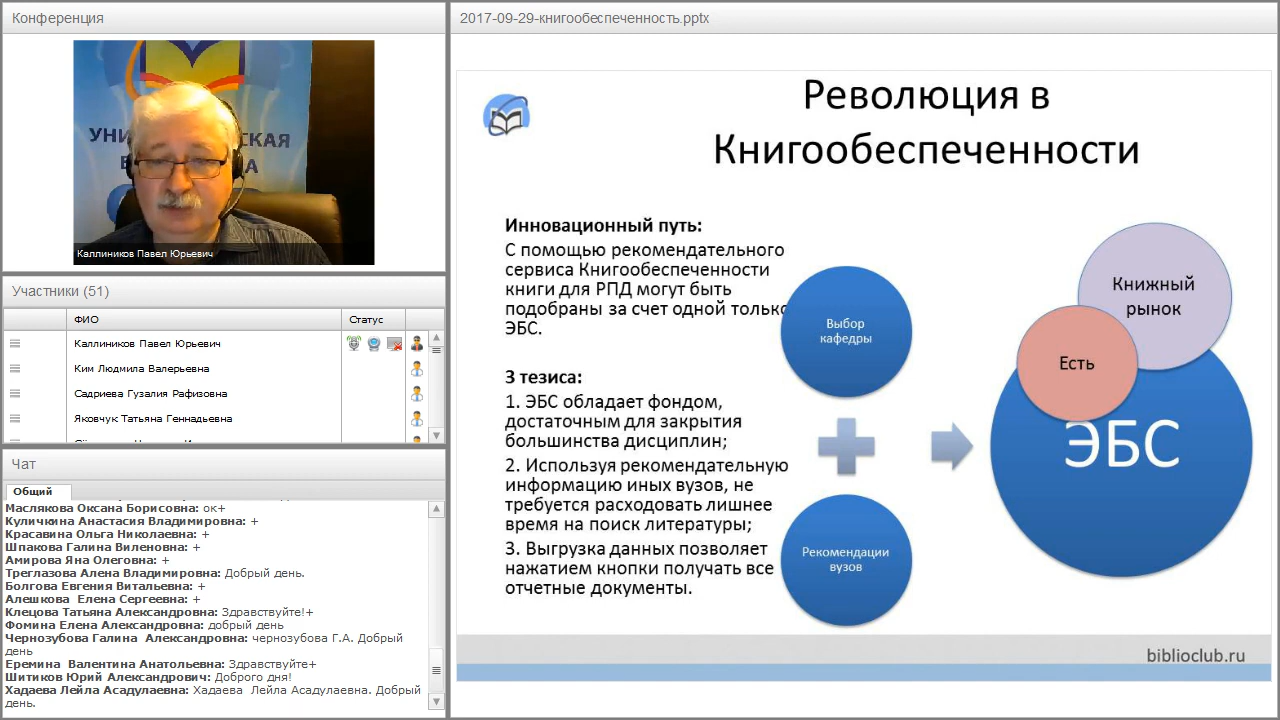 Конференция
УНИ
СКАЯ
Каллиников Павел Юрьевич
Участники (51)
ФИО
Статус
Каллиников Павел Юрьевич
Ким Людмила Валерьевна
Садриева Гузалия Рафизовна
Яковчук Татьяна Геннадьевна
Чат
Общий
Маслякова Оксана Борисовна: ок+
Куличкина Анастасия Владимировна: +
Красавина Ольга Николаевна: +
Шпакова Галина Виленовна: +
Амирова Яна Олеговна: +
Треглазова Алена Владимировна: Добрый день.
Болгова Евгения Витальевна: +
Алешкова Елена Сергеевна: +
Клецова Татьяна Александровна: Здравствуйте!+
Фомина Елена Александровна: добрый день
Чернозубова Галина Александровна: чернозубова Г.А. Добрый
день
Еремина Валентина Анатольевна: Здравствуйте+
Шитиков Юрий Александрович: Доброго дня!
Хадаева Лейла Асадулаевна: Хадаева Лейла Асадулаевна. Добрый
день.
2017-09-29-книгообеспеченность.pptx
Революция в
Книгообеспеченности
Инновационный путь:
С помощью рекомендательного
сервиса Книгообеспеченности
книги для РПД могут быть
подобраны за счет одной только
ЭБС.
3 тезиса:
1. ЭБС обладает фондом,
достаточным для закрытия
большинства дисциплин;
2. Используя рекомендательную
информацию иных вузов, не
требуется расходовать лишнее
время на поиск литературы;
3. Выгрузка данных позволяет
нажатием кнопки получать все
отчетные документы.
Выбор
кафедры
Рекомендации
вузов
Книжный
рынок
Есть
ЭБС
biblioclub.ru